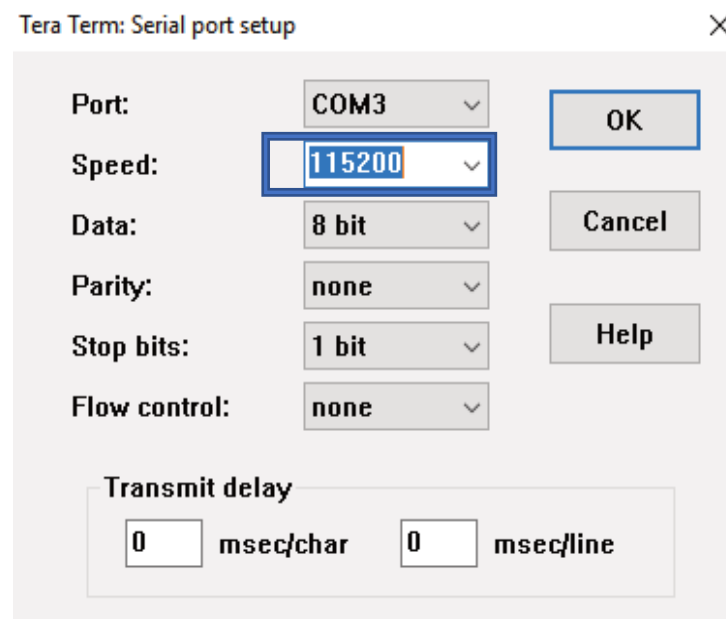 Tera Term: Serial port setup
Port: COM3 OK
Speed: 115200
Data: 8 bit Cancel
Parity: none
Stop bits: 1 bit Help
Flow control: none
Transmit delay
0 msec/char 0 msec/line